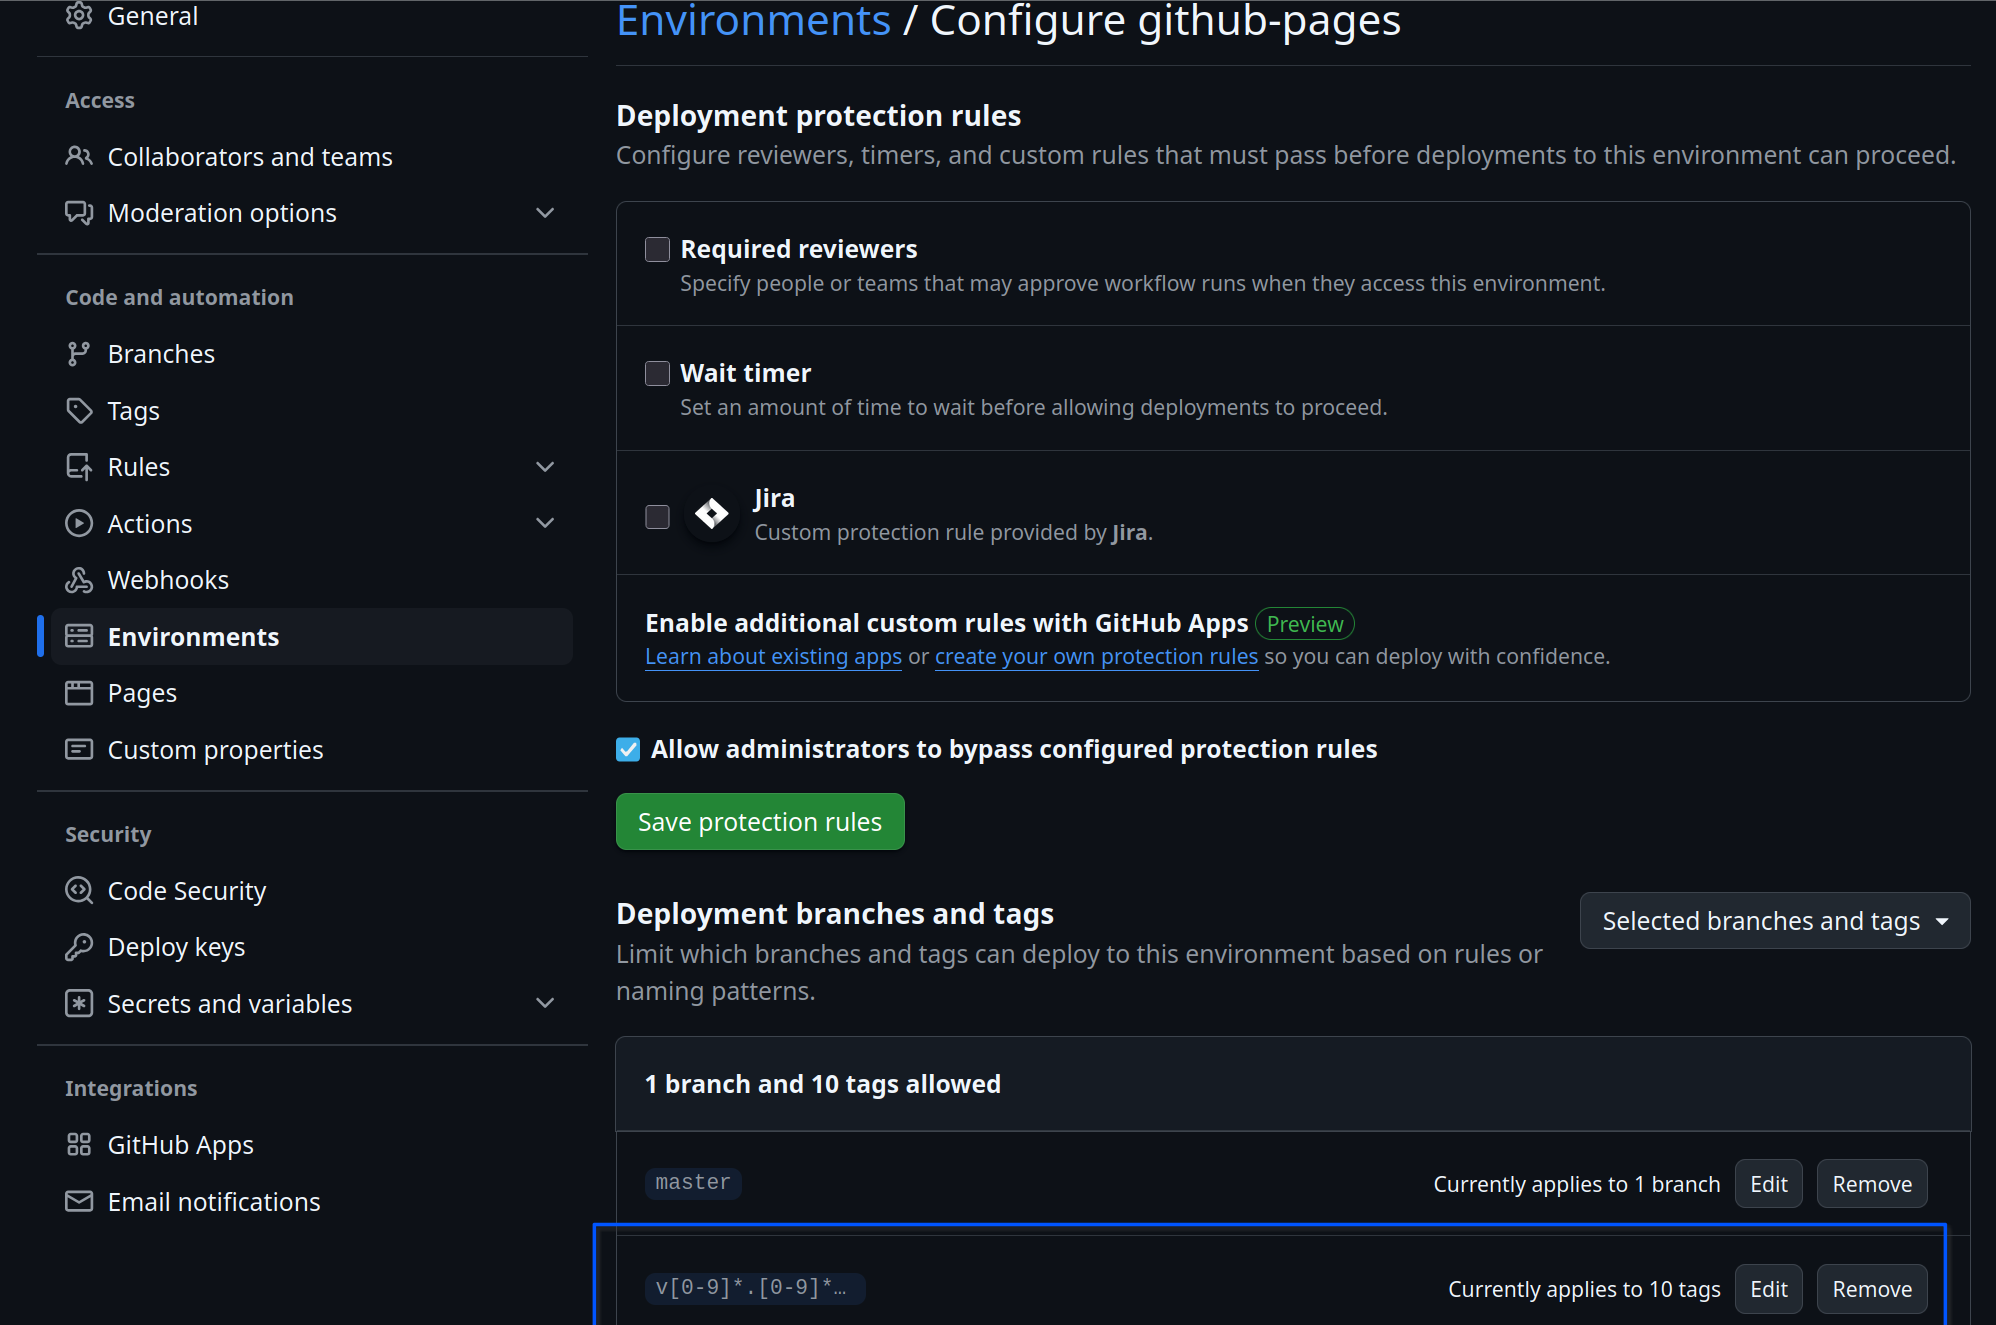 General
Access
Collaborators and teams
Moderation options
Code and automation
Branches
Tags
Rules
Actions
Webhooks
Environments
Pages
Custom properties
Security
Code Security
Deploy keys
Secrets and variables
Integrations
GitHub Apps
Email notifications
Environments / Configure github-pages
Deployment protection rules
Configure reviewers, timers, and custom rules that must pass before deployments to this environment can proceed.
Required reviewers
Specify people or teams that may approve workflow runs when they access this environment.
Wait timer
Set an amount of time to wait before allowing deployments to proceed.
Jira
Custom protection rule provided by Jira.
Enable additional custom rules with GitHub Apps Preview
Learn about existing apps or create your own protection rules so you can deploy with confidence.
Allow administrators to bypass configured protection rules
Save protection rules
Deployment branches and tags
Selected branches and tags
Limit which branches and tags can deploy to this environment based on rules or
naming patterns.
1 branch and 10 tags allowed
master Currently applies to 1 branch Edit Remove
v[0-9]*.[0-9]*… Currently applies to 10 tags Edit Remove